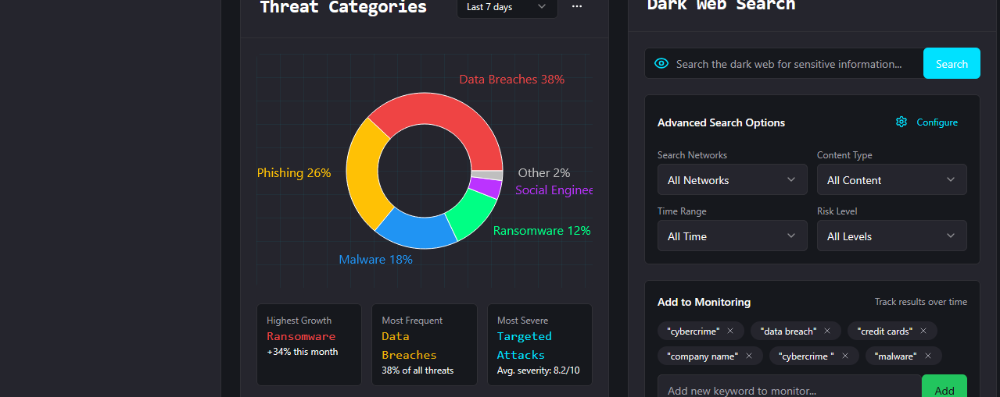 Threat Categories
Last 7 days
Data Breaches 38%
Phishing 26%
Other 2%
Social Enginee
Ransomware 12%
Malware 18%
Highest Growth
Ransomware
+34% this month
Most Frequent
Data
Breaches
38% of all threats
Most Severe
Targeted
Attacks
Avg. severity: 8.2/10
Dark Web Search
Search the dark web for sensitive information...
Search
Advanced Search Options
Configure
Search Networks
Content Type
All Networks
All Content
Time Range
Risk Level
All Time
All Levels
Add to Monitoring
Track results over time
"cybercrime"
"data breach"
"credit cards"
"company name"
"cybercrime "
"malware"
Add new keyword to monitor...
Add